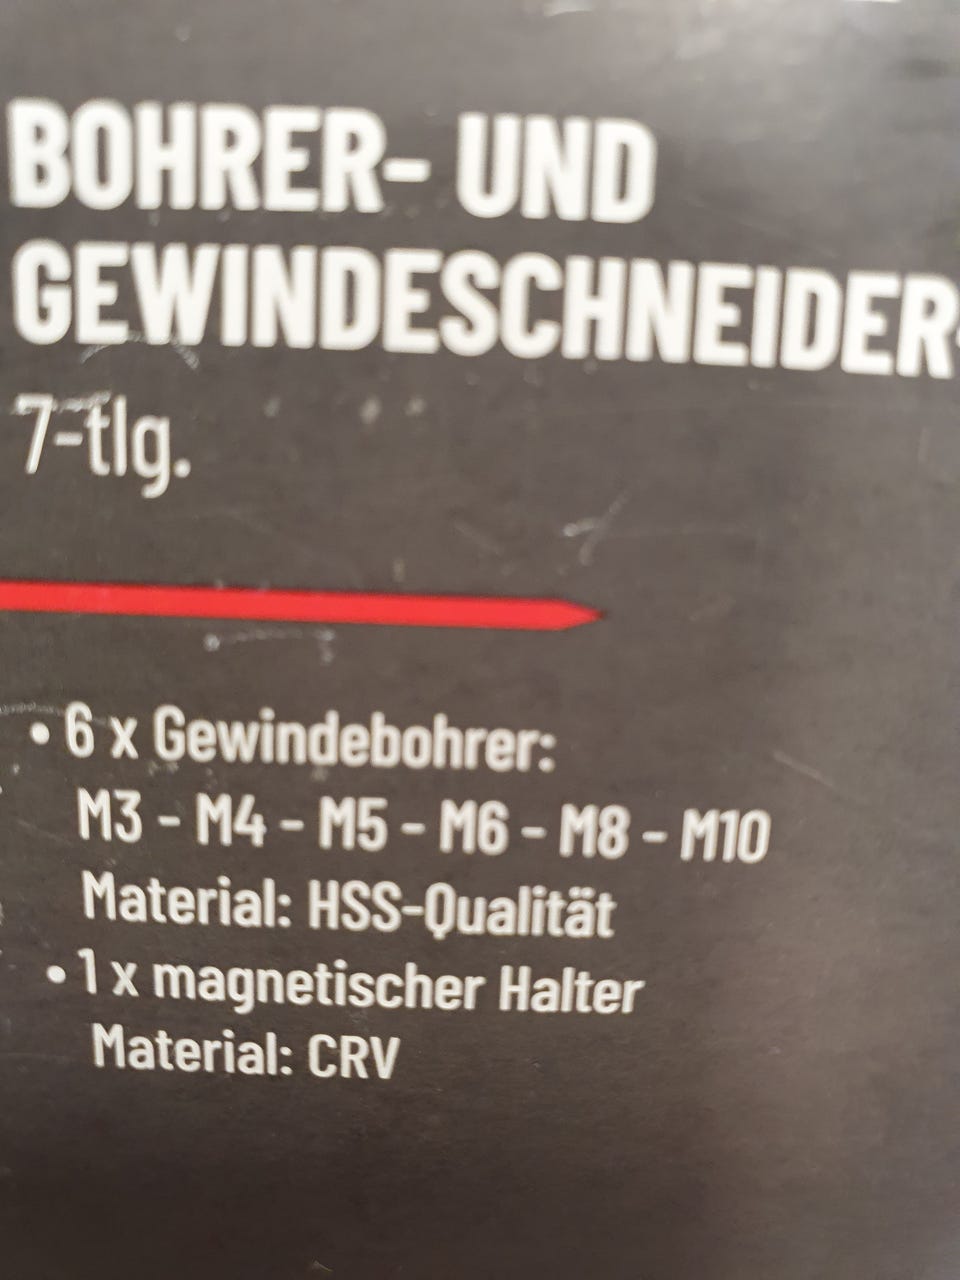 BOHRER- UND
GEWINDESCHNEIDER-
7-tlg.
• 6 x Gewindebohrer:
M3 - M4 - M5 - M6 - M8 - M10
Material: HSS-Qualität
• 1 x magnetischer Halter
Material: CRV